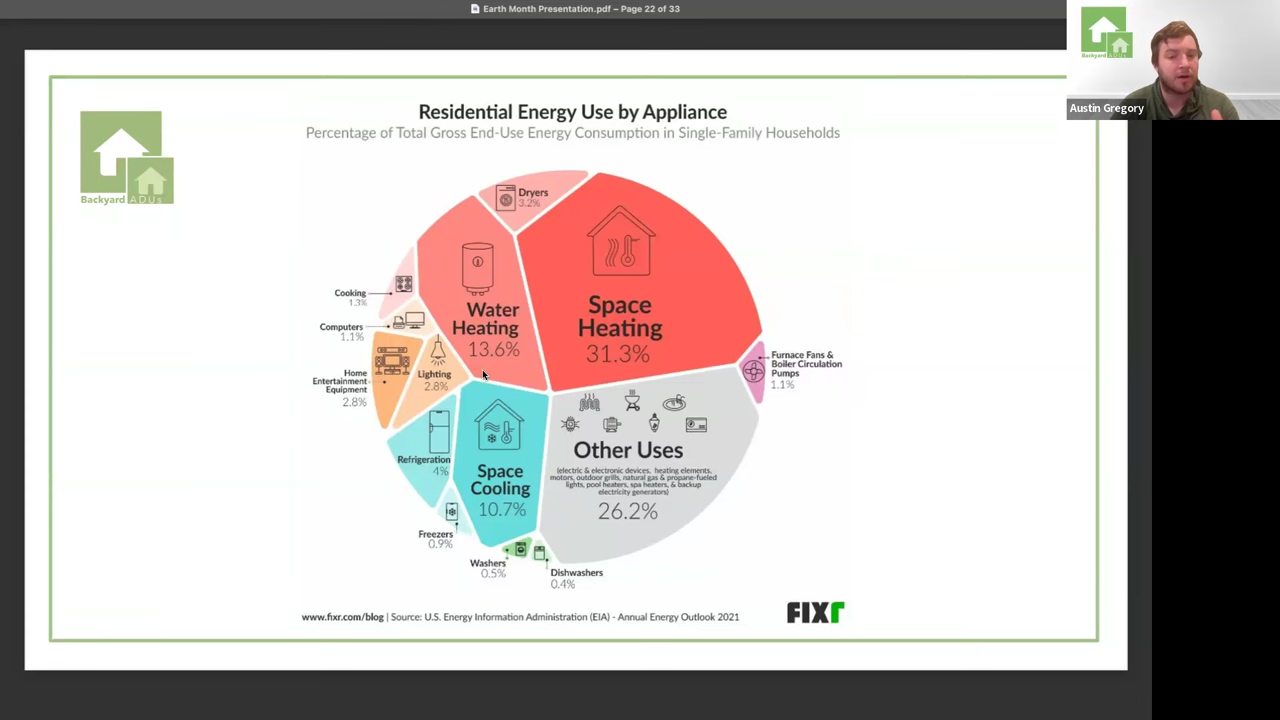 Earth Month Presentation.pdf – Page 22 of 33
Backyard ADUs
Austin Gregory
Backyard ADUs
Residential Energy Use by Appliance
Percentage of Total Gross End-Use Energy Consumption in Single-Family Households
Dryers
3.2%
Space
Heating
31.3%
Water
Heating
13.6%
Cooking
1.3%
Computers
1.1%
Lighting
2.8%
Home
Entertainment
Equipment
2.8%
Furnace Fans &
Boiler Circulation
Pumps
1.1%
Refrigeration
4%
Space
Cooling
10.7%
Other Uses
(electric & electronic devices, heating elements,
motors, outdoor grills, natural gas & propane-fueled
lights, pool heaters, spa heaters, & backup
electricity generators)
26.2%
Freezers
0.9%
Washers
0.5%
Dishwashers
0.4%
www.fixr.com/blog | Source: U.S. Energy Information Administration (EIA) - Annual Energy Outlook 2021
FIXr